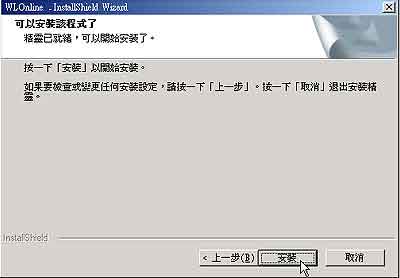 WLOnline - InstallShield Wizard
可以安裝該程式了
精靈已就緒，可以開始安裝了。
按一下「安裝」以開始安裝。
如果要檢查或變更任何安裝設定，請按一下「上一步」。按一下「取消」退出安裝精
靈。
InstallShield
< 上一步(B) 安裝 取消